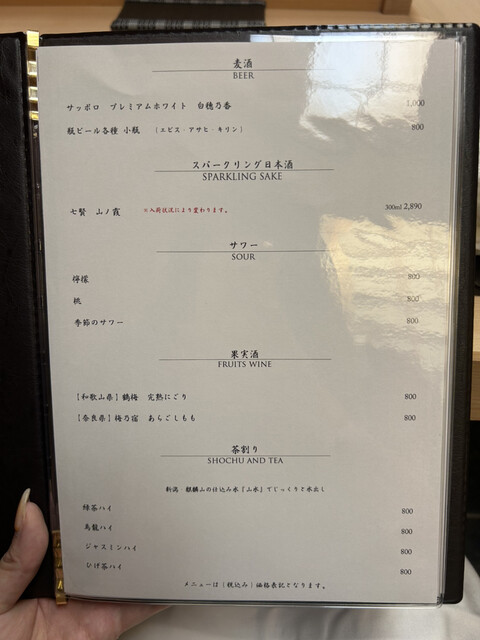 麦酒
BEER
サッポロ プレミアムホワイト 白穂乃香 1,000
瓶ビール各種 小瓶 （エビス・アサヒ・キリン） 800
スパークリング日本酒
SPARKLING SAKE
七賢 山ノ霞 ※入荷状況により変わります。 300ml 2,890
サワー
SOUR
檸檬 800
桃 800
季節のサワー 800
果実酒
FRUITS WINE
【和歌山県】鶴梅 完熟にごり 800
【奈良県】梅乃宿 あらごしもも 800
茶割り
SHOCHU AND TEA
新潟・麒麟山の仕込み水「山水」でじっくりと水出し
緑茶ハイ 800
烏龍ハイ 800
ジャスミンハイ 800
ひげ茶ハイ 800
メニューは（税込み）価格表記となります。